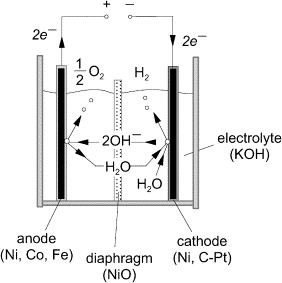 + −
2e⁻ 2e⁻
1/2 O₂ H₂
2OH⁻
H₂O
H₂O
electrolyte
(KOH)
anode
(Ni, Co, Fe)
diaphragm
(NiO)
cathode
(Ni, C-Pt)